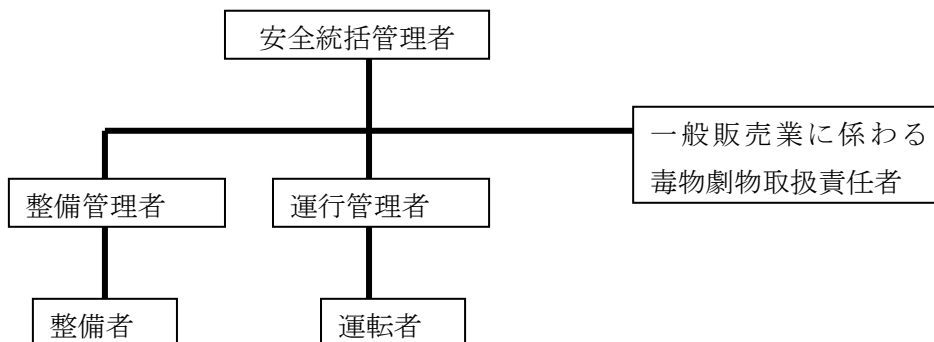 安全統括管理者
一般販売業に係わる
毒物劇物取扱責任者
整備管理者
運行管理者
整備者
運転者